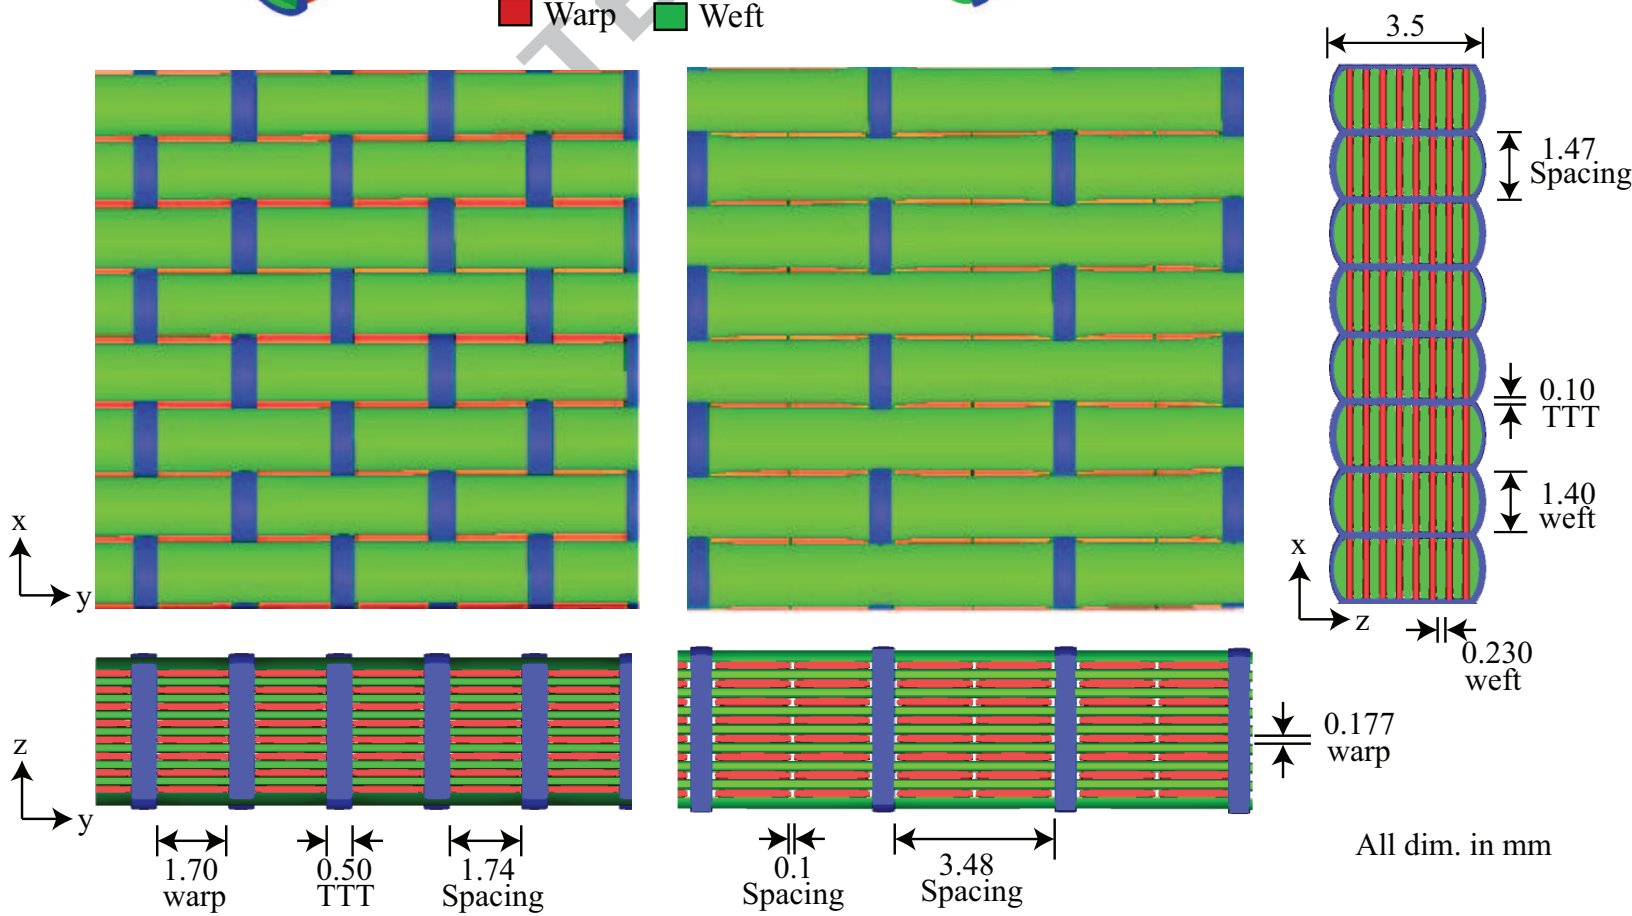 Warp Weft
TE
3.5
1.47
Spacing
0.10
TTT
1.40
weft
x
y
x
z
0.230
weft
z
y
1.70
warp
0.50
TTT
1.74
Spacing
0.1
Spacing
3.48
Spacing
0.177
warp
All dim. in mm